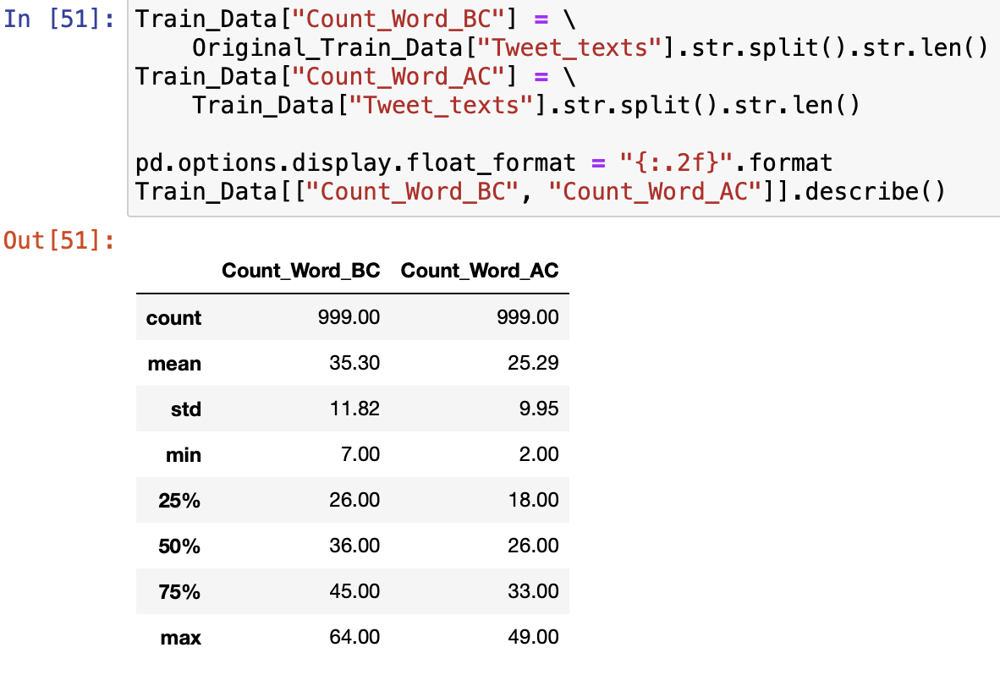 In [51]: Train_Data["Count_Word_BC"] = \
    Original_Train_Data["Tweet_texts"].str.split().str.len()
Train_Data["Count_Word_AC"] = \
    Train_Data["Tweet_texts"].str.split().str.len()
pd.options.display.float_format = "{:.2f}".format
Train_Data[["Count_Word_BC", "Count_Word_AC"]].describe()
Out[51]:
Count_Word_BC Count_Word_AC
count 999.00 999.00
mean 35.30 25.29
std 11.82 9.95
min 7.00 2.00
25% 26.00 18.00
50% 36.00 26.00
75% 45.00 33.00
max 64.00 49.00